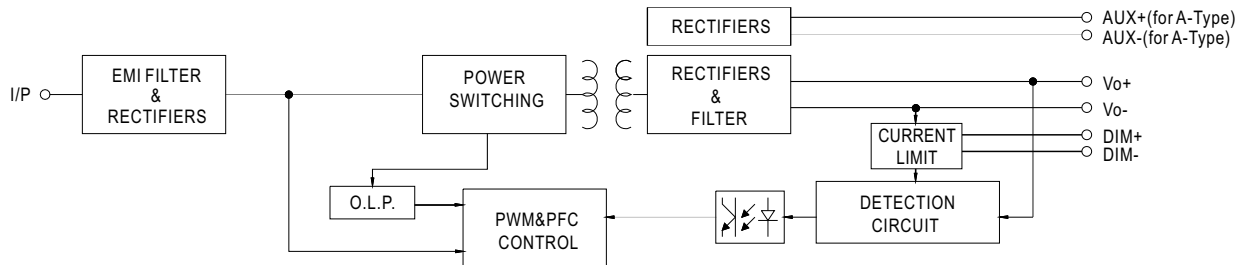 RECTIFIERS
AUX+(for A-Type)
AUX-(for A-Type)
I/P
EMI FILTER
&
RECTIFIERS
POWER
SWITCHING
RECTIFIERS
&
FILTER
Vo+
Vo-
CURRENT
LIMIT
DIM+
DIM-
O.L.P.
PWM&PFC
CONTROL
DETECTION
CIRCUIT